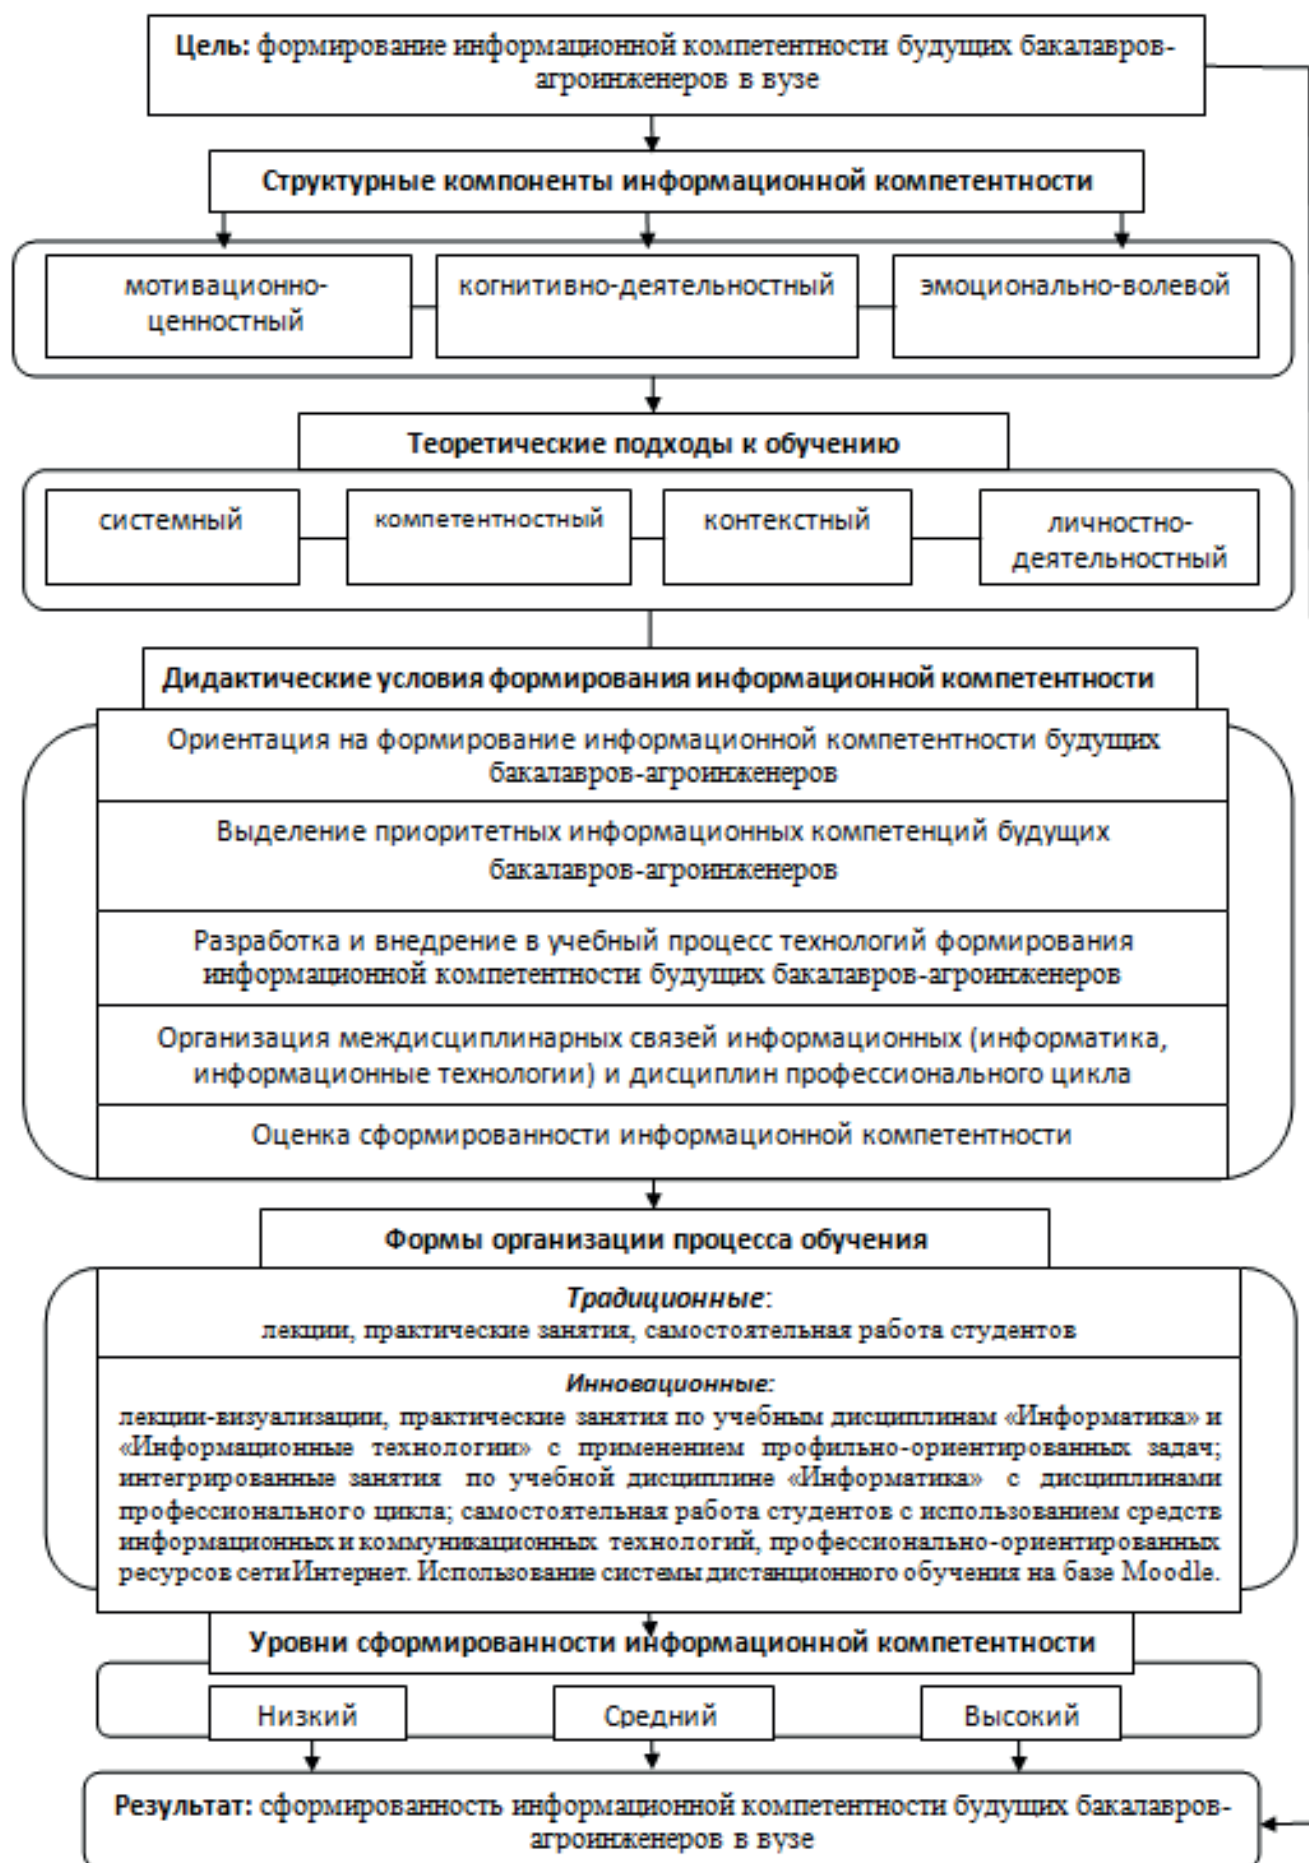 Цель: формирование информационной компетентности будущих бакалавров-
агроинженеров в вузе
Структурные компоненты информационной компетентности
мотивационно-
ценностный
когнитивно-деятельностный
эмоционально-волевой
Теоретические подходы к обучению
системный
компетентностный
контекстный
личностно-
деятельностный
Дидактические условия формирования информационной компетентности
Ориентация на формирование информационной компетентности будущих
бакалавров-агроинженеров
Выделение приоритетных информационных компетенций будущих
бакалавров-агроинженеров
Разработка и внедрение в учебный процесс технологий формирования
информационной компетентности будущих бакалавров-агроинженеров
Организация междисциплинарных связей информационных (информатика,
информационные технологии) и дисциплин профессионального цикла
Оценка сформированности информационной компетентности
Формы организации процесса обучения
Традиционные:
лекции, практические занятия, самостоятельная работа студентов
Инновационные:
лекции-визуализации, практические занятия по учебным дисциплинам «Информатика» и
«Информационные технологии» с применением профильно-ориентированных задач;
интегрированные занятия по учебной дисциплине «Информатика» с дисциплинами
профессионального цикла; самостоятельная работа студентов с использованием средств
информационных и коммуникационных технологий, профессионально-ориентированных
ресурсов сети Интернет. Использование системы дистанционного обучения на базе Moodle.
Уровни сформированности информационной компетентности
Низкий
Средний
Высокий
Результат: сформированность информационной компетентности будущих бакалавров-
агроинженеров в вузе